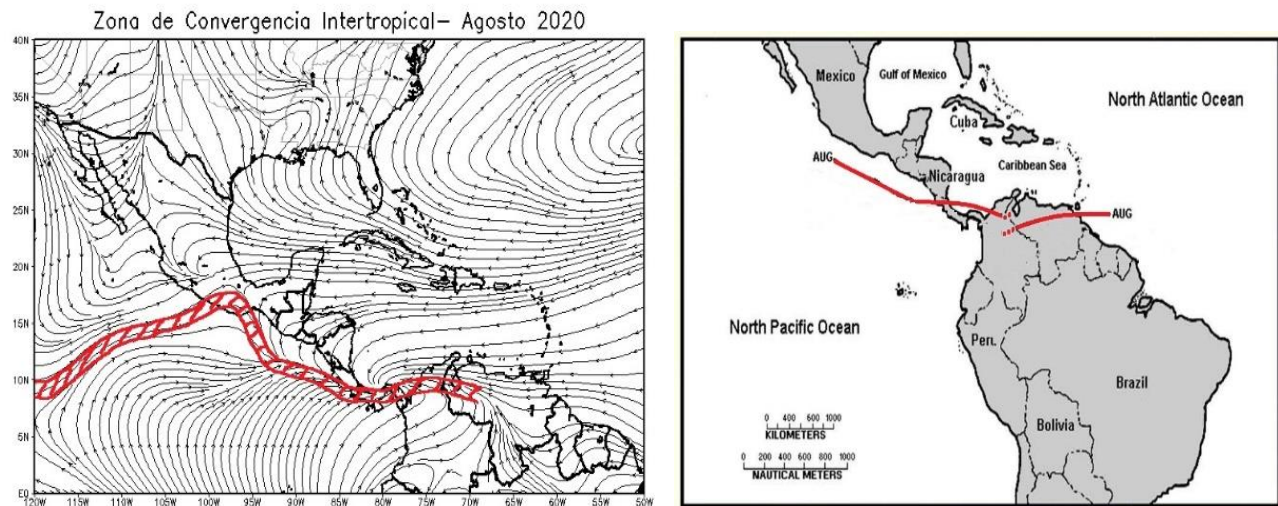 Zona de Convergencia Intertropical– Agosto 2020
40N
35N
30N
25N
20N
15N
10N
5N
EQ
120W 115W 110W 105W 100W 95W 90W 85W 80W 75W 70W 65W 60W 55W 50W
Mexico
Gulf of Mexico
North Atlantic Ocean
Cuba
AUG
Caribbean Sea
Nicaragua
AUG
North Pacific Ocean
Peru
Brazil
Bolivia
0 200 400 600 1000
KILOMETERS
0 200 400 600 800 1000
NAUTICAL METERS